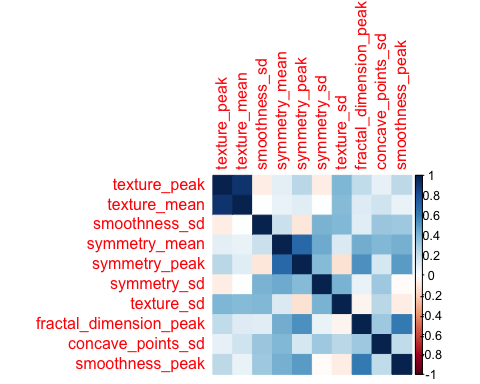 texture_peak
texture_mean
smoothness_sd
symmetry_mean
symmetry_peak
symmetry_sd
texture_sd
fractal_dimension_peak
concave_points_sd
smoothness_peak
texture_peak
texture_mean
smoothness_sd
symmetry_mean
symmetry_peak
symmetry_sd
texture_sd
fractal_dimension_peak
concave_points_sd
smoothness_peak
1
0.8
0.6
0.4
0.2
0
-0.2
-0.4
-0.6
-0.8
-1